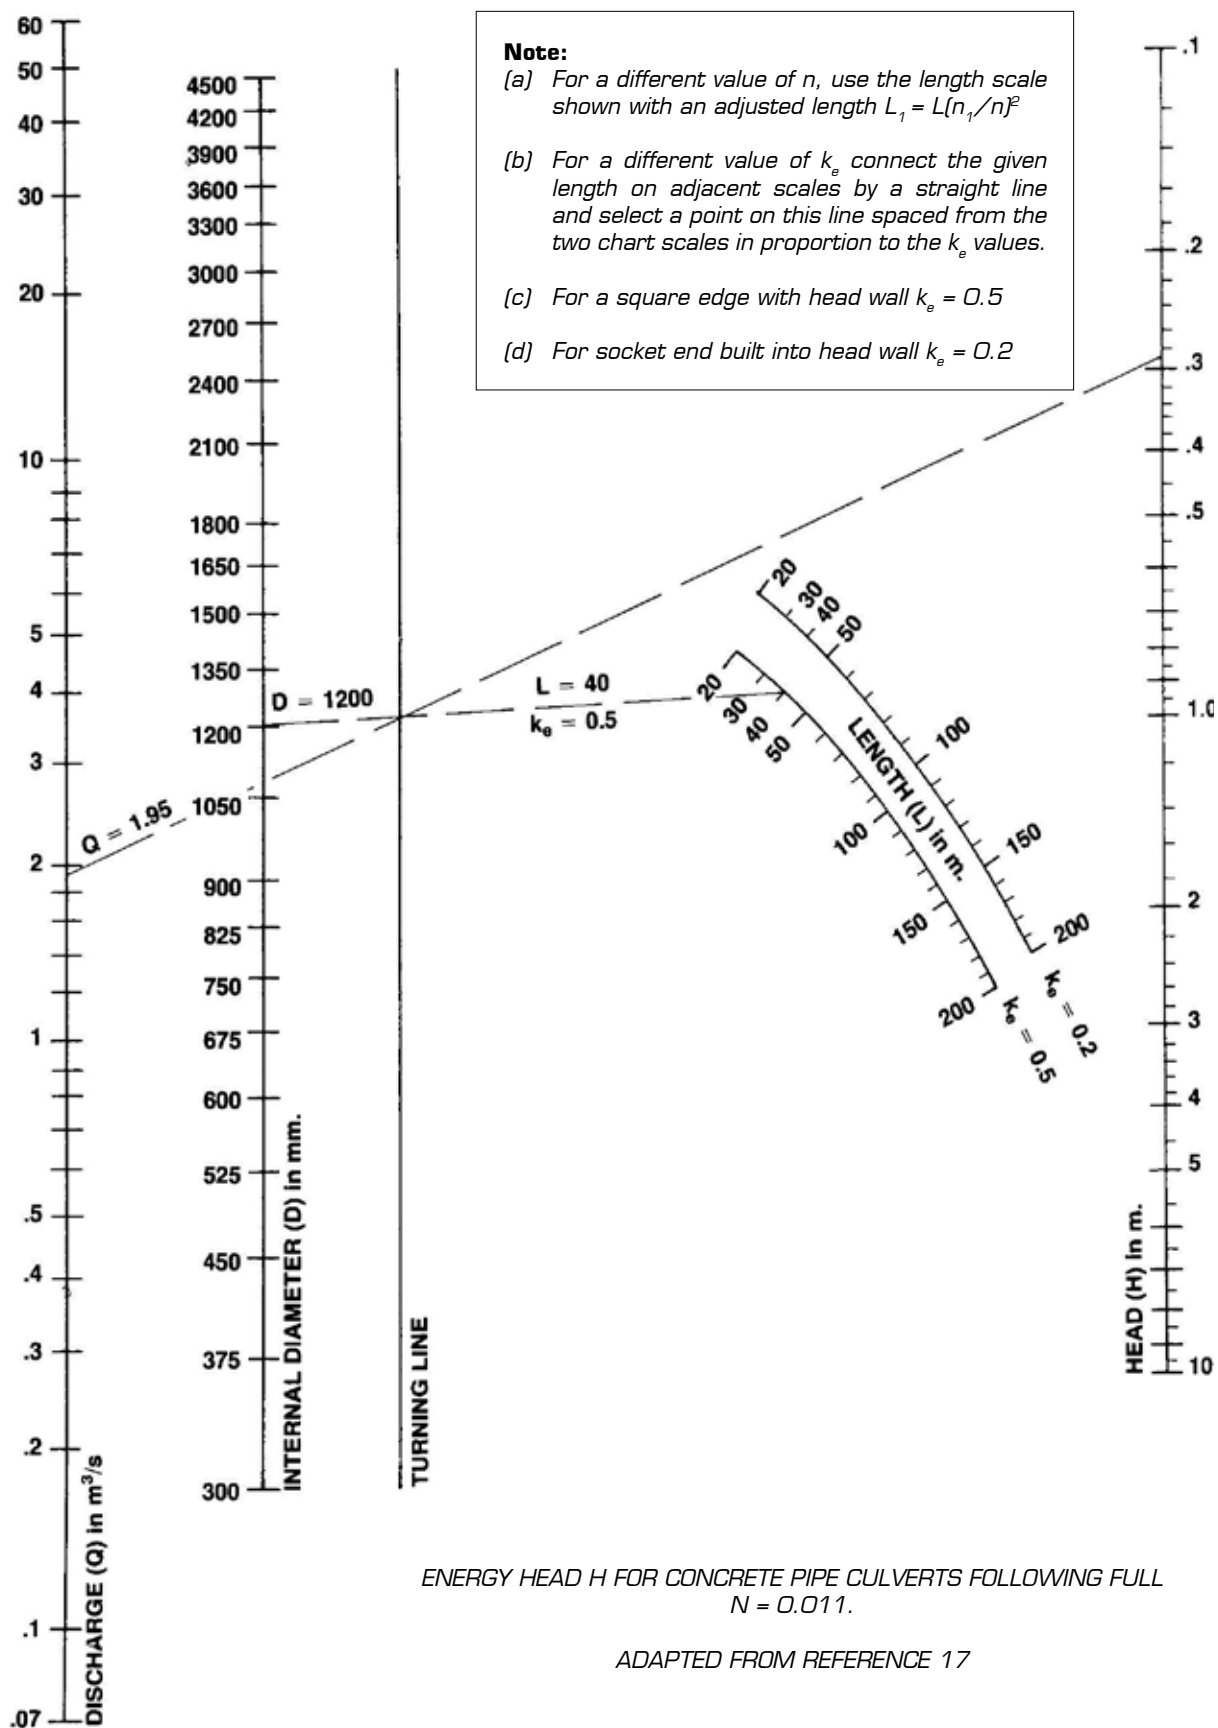 Note:
(a) For a different value of n, use the length scale
shown with an adjusted length L₁ = L(n₁/n)²
(b) For a different value of kₑ connect the given
length on adjacent scales by a straight line
and select a point on this line spaced from the
two chart scales in proportion to the kₑ values.
(c) For a square edge with head wall kₑ = 0.5
(d) For socket end built into head wall kₑ = 0.2
60
50
40
30
20
10
5
4
3
2
1
.5
.4
.3
.2
.1
.07
DISCHARGE (Q) in m³/s
Q = 1.95
4500
4200
3900
3600
3300
3000
2700
2400
2100
1800
1650
1500
1350
1200
1050
900
825
750
675
600
525
450
375
300
INTERNAL DIAMETER (D) in mm.
D = 1200
TURNING LINE
L = 40
kₑ = 0.5
20
30
40
50
100
150
200
kₑ = 0.2
LENGTH (L) in m.
20
30
40
50
100
150
200
kₑ = 0.5
.1
.2
.3
.4
.5
1.0
2
3
4
5
10
HEAD (H) in m.
ENERGY HEAD H FOR CONCRETE PIPE CULVERTS FOLLOWING FULL
N = 0.011.
ADAPTED FROM REFERENCE 17